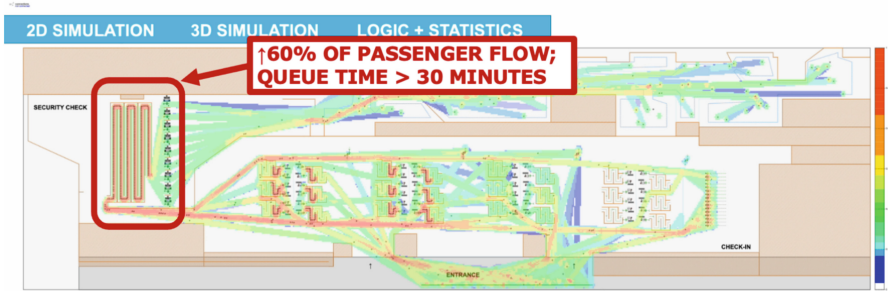 2D SIMULATION
3D SIMULATION
LOGIC + STATISTICS
↑60% OF PASSENGER FLOW;
QUEUE TIME > 30 MINUTES
SECURITY CHECK
CHECK-IN
ENTRANCE